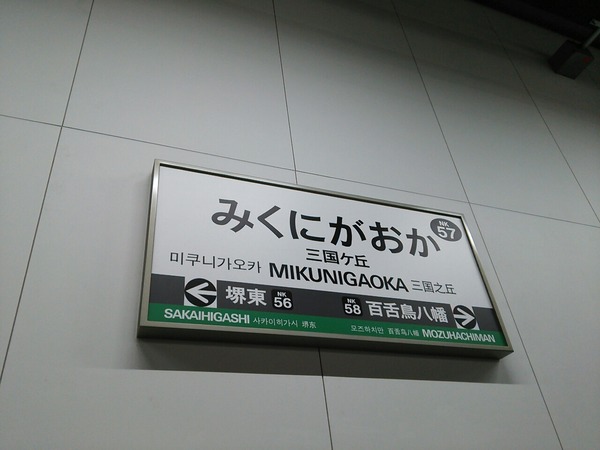 みくにがおか NK 57
三国ケ丘
미쿠니가오카 MIKUNIGAOKA 三国之丘
堺東 NK 56 NK 58 百舌鳥八幡
SAKAIHIGASHI 사카이히가시 堺东 모즈하치만 百舌鸟八幡 MOZUHACHIMAN